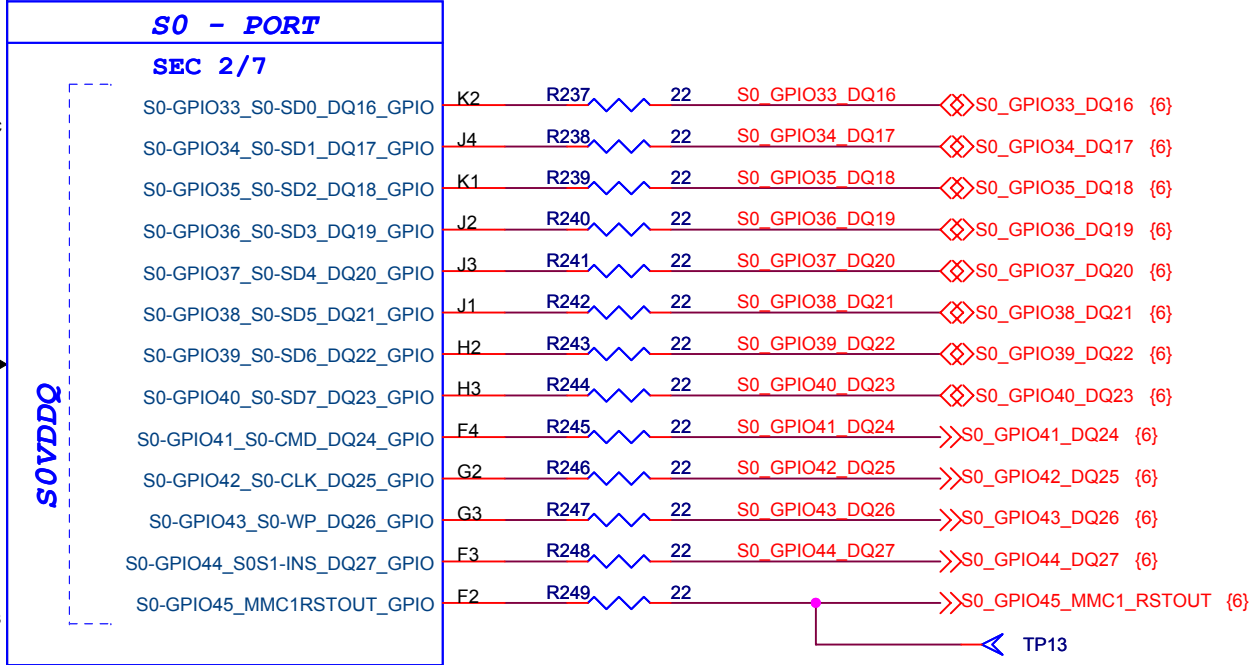 S0 - PORT
SEC 2/7
S0VDDQ
S0-GPIO33_S0-SD0_DQ16_GPIO K2 R237 22 S0_GPIO33_DQ16 S0_GPIO33_DQ16 {6}
S0-GPIO34_S0-SD1_DQ17_GPIO J4 R238 22 S0_GPIO34_DQ17 S0_GPIO34_DQ17 {6}
S0-GPIO35_S0-SD2_DQ18_GPIO K1 R239 22 S0_GPIO35_DQ18 S0_GPIO35_DQ18 {6}
S0-GPIO36_S0-SD3_DQ19_GPIO J2 R240 22 S0_GPIO36_DQ19 S0_GPIO36_DQ19 {6}
S0-GPIO37_S0-SD4_DQ20_GPIO J3 R241 22 S0_GPIO37_DQ20 S0_GPIO37_DQ20 {6}
S0-GPIO38_S0-SD5_DQ21_GPIO J1 R242 22 S0_GPIO38_DQ21 S0_GPIO38_DQ21 {6}
S0-GPIO39_S0-SD6_DQ22_GPIO H2 R243 22 S0_GPIO39_DQ22 S0_GPIO39_DQ22 {6}
S0-GPIO40_S0-SD7_DQ23_GPIO H3 R244 22 S0_GPIO40_DQ23 S0_GPIO40_DQ23 {6}
S0-GPIO41_S0-CMD_DQ24_GPIO F4 R245 22 S0_GPIO41_DQ24 S0_GPIO41_DQ24 {6}
S0-GPIO42_S0-CLK_DQ25_GPIO G2 R246 22 S0_GPIO42_DQ25 S0_GPIO42_DQ25 {6}
S0-GPIO43_S0-WP_DQ26_GPIO G3 R247 22 S0_GPIO43_DQ26 S0_GPIO43_DQ26 {6}
S0-GPIO44_S0S1-INS_DQ27_GPIO F3 R248 22 S0_GPIO44_DQ27 S0_GPIO44_DQ27 {6}
S0-GPIO45_MMC1RSTOUT_GPIO F2 R249 22 S0_GPIO45_MMC1_RSTOUT {6}
TP13